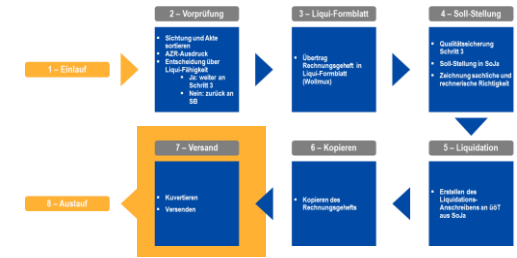 2 – Vorprüfung
3 – Liqui-Formblatt
4 – Soll-Stellung
1 – Einlauf
Sichtung und Akte
sortieren
AZR-Ausdruck
Entscheidung über
Liqui-Fähigkeit
Ja: weiter an
Schritt 3
Nein: zurück an
SB
Übertrag
Rechnungsgeheft in
Liqui-Formblatt
(Wollmux)
Qualitätssicherung
Schritt 3
Soll-Stellung in SoJa
Zeichnung sachliche und
rechnerische Richtigkeit
7 – Versand
6 – Kopieren
5 – Liquidation
8 – Auslauf
Kuvertieren
Versenden
Kopieren des
Rechnungsgehefts
Erstellen des
Liquidations-
Anschreibens an üöT
aus SoJa